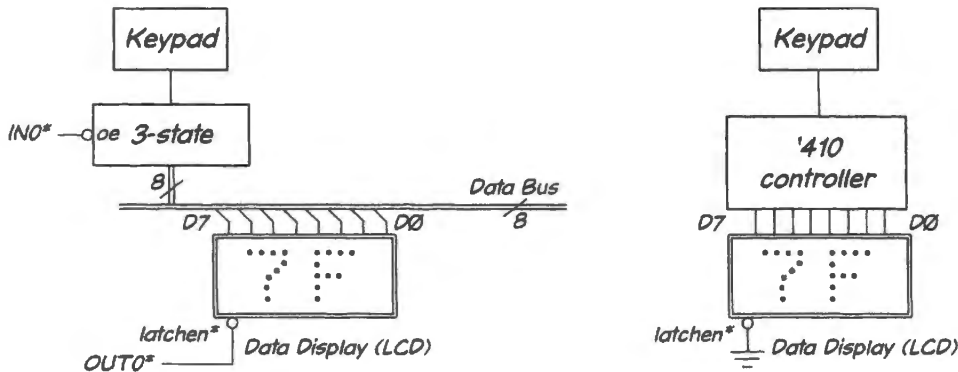 Keypad
IN0* oe 3-state
8
Data Bus
8
D7 DØ
7F
latchen*
Data Display (LCD)
OUT0*
Keypad
'410
controller
D7 DØ
7F
latchen*
Data Display (LCD)